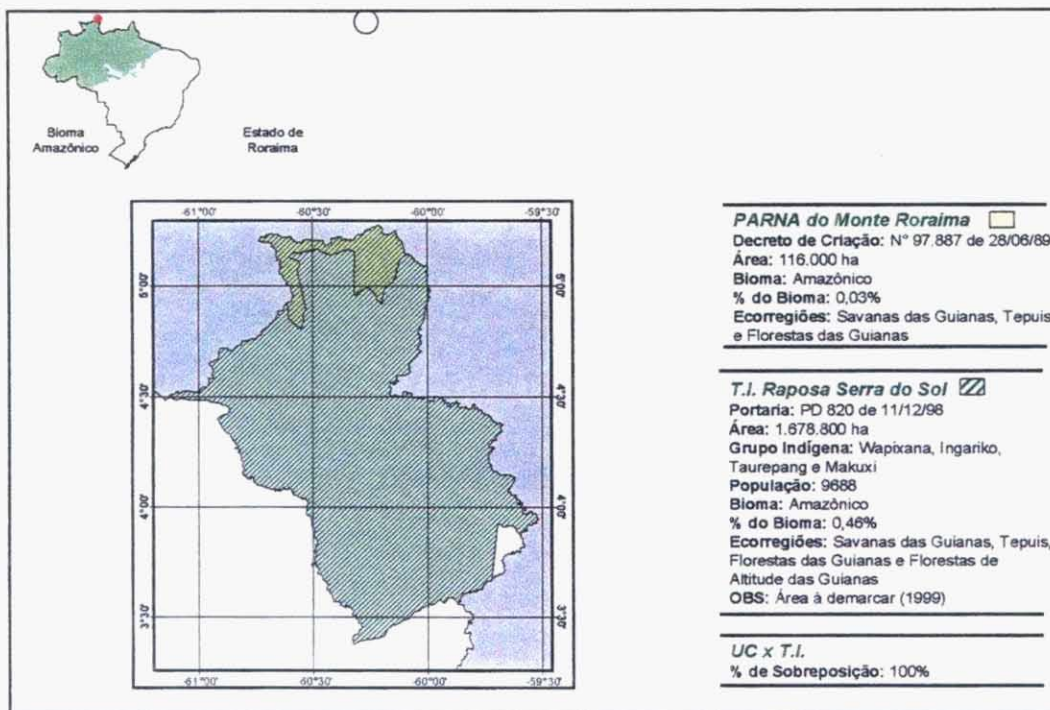 Bioma
Amazônico
Estado de
Roraima
-61°00' -60°30' -60°00' -59°30'
5°00' 5°00'
4°30' 4°30'
4°00' 4°00'
3°30' 3°30'
-61°00' -60°30' -60°00' -59°30'
PARNA do Monte Roraima
Decreto de Criação: N° 97.887 de 28/06/89
Área: 116.000 ha
Bioma: Amazônico
% do Bioma: 0,03%
Ecorregiões: Savanas das Guianas, Tepuis
e Florestas das Guianas
T.I. Raposa Serra do Sol
Portaria: PD 820 de 11/12/98
Área: 1.678.800 ha
Grupo Indígena: Wapixana, Ingariko,
Taurepang e Makuxi
População: 9688
Bioma: Amazônico
% do Bioma: 0,46%
Ecorregiões: Savanas das Guianas, Tepuis,
Florestas das Guianas e Florestas de
Altitude das Guianas
OBS: Área à demarcar (1999)
UC x T.I.
% de Sobreposição: 100%